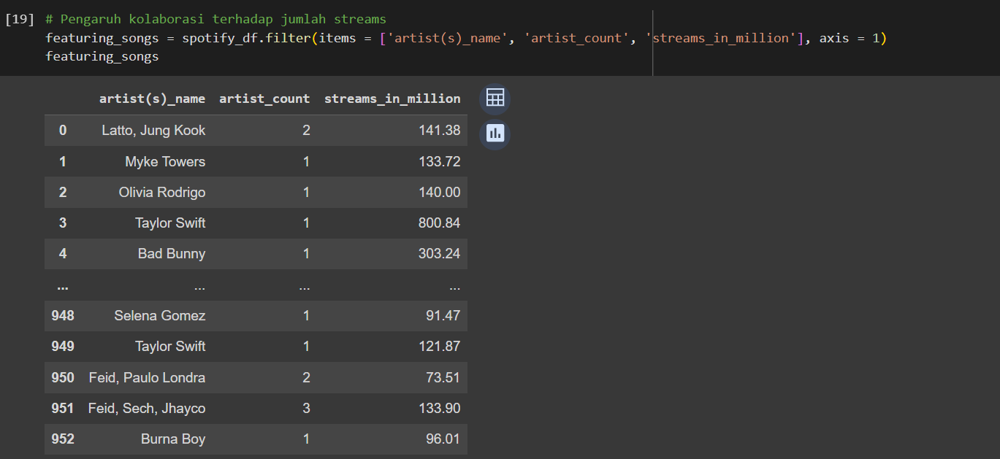 [19] # Pengaruh kolaborasi terhadap jumlah streams
featuring_songs = spotify_df.filter(items = ['artist(s)_name', 'artist_count', 'streams_in_million'], axis = 1)
featuring_songs
artist(s)_name artist_count streams_in_million
0 Latto, Jung Kook 2 141.38
1 Myke Towers 1 133.72
2 Olivia Rodrigo 1 140.00
3 Taylor Swift 1 800.84
4 Bad Bunny 1 303.24
... ... ... ...
948 Selena Gomez 1 91.47
949 Taylor Swift 1 121.87
950 Feid, Paulo Londra 2 73.51
951 Feid, Sech, Jhayco 3 133.90
952 Burna Boy 1 96.01